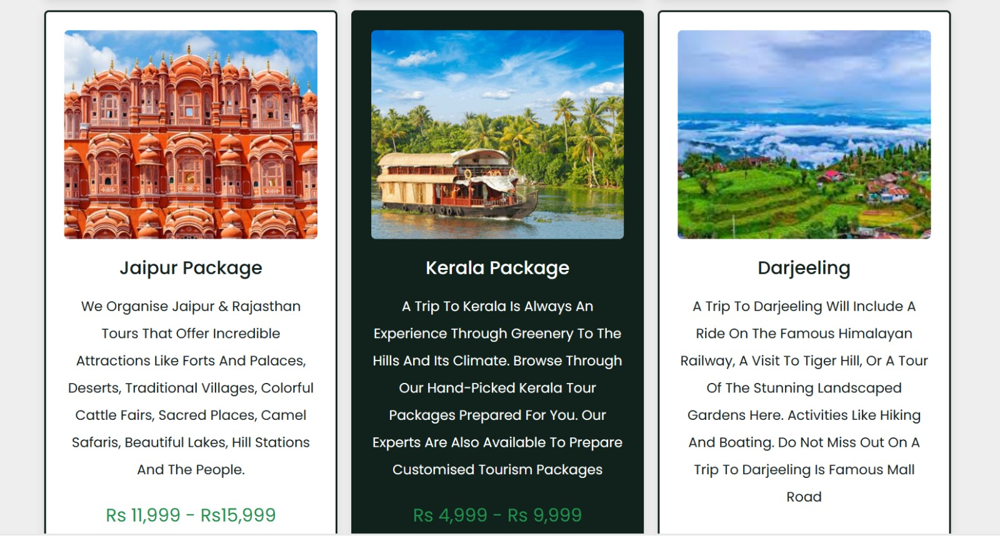 Jaipur Package
We Organise Jaipur & Rajasthan
Tours That Offer Incredible
Attractions Like Forts And Palaces,
Deserts, Traditional Villages, Colorful
Cattle Fairs, Sacred Places, Camel
Safaris, Beautiful Lakes, Hill Stations
And The People.
Rs 11,999 - Rs15,999
Kerala Package
A Trip To Kerala Is Always An
Experience Through Greenery To The
Hills And Its Climate. Browse Through
Our Hand-Picked Kerala Tour
Packages Prepared For You. Our
Experts Are Also Available To Prepare
Customised Tourism Packages
Rs 4,999 - Rs 9,999
Darjeeling
A Trip To Darjeeling Will Include A
Ride On The Famous Himalayan
Railway, A Visit To Tiger Hill, Or A Tour
Of The Stunning Landscaped
Gardens Here. Activities Like Hiking
And Boating. Do Not Miss Out On A
Trip To Darjeeling Is Famous Mall
Road